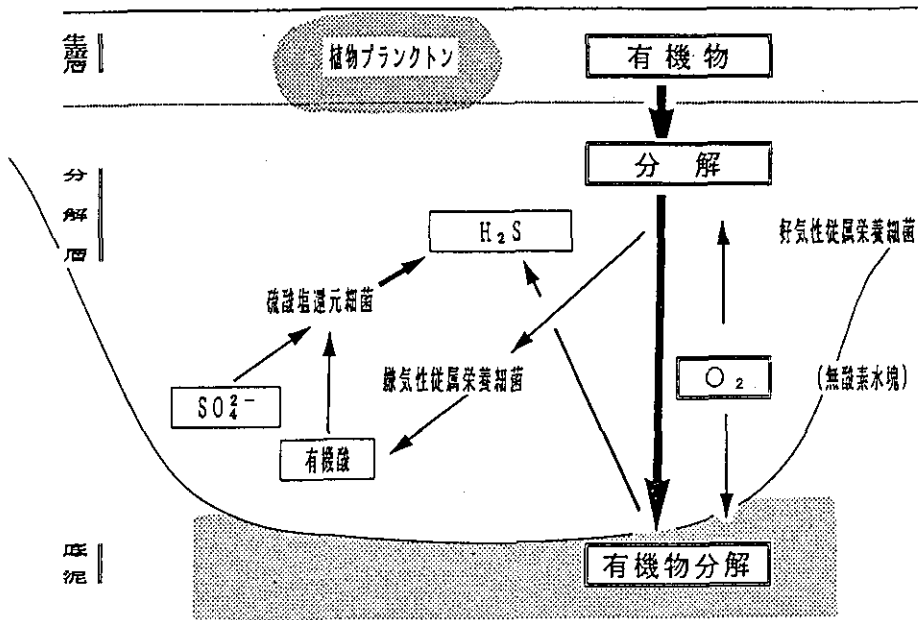 生産層
植物プランクトン
有機物
分解
分解層
H₂S
好気性従属栄養細菌
硫酸塩還元細菌
嫌気性従属栄養細菌
O₂
(無酸素水塊)
SO₄²⁻
有機酸
底泥
有機物分解